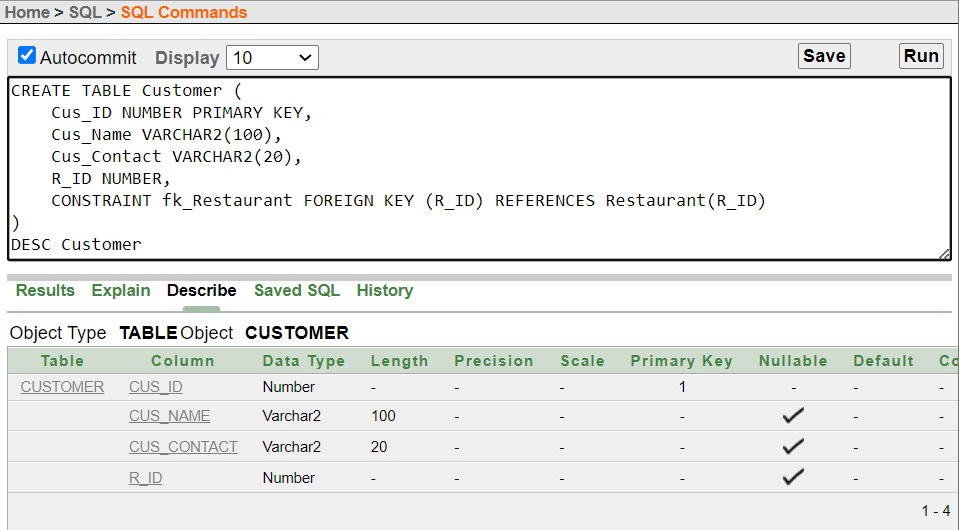 Home > SQL > SQL Commands
Autocommit Display 10 Save Run
CREATE TABLE Customer (
    Cus_ID NUMBER PRIMARY KEY,
    Cus_Name VARCHAR2(100),
    Cus_Contact VARCHAR2(20),
    R_ID NUMBER,
    CONSTRAINT fk_Restaurant FOREIGN KEY (R_ID) REFERENCES Restaurant(R_ID)
)
DESC Customer
Results Explain Describe Saved SQL History
Object Type TABLE Object CUSTOMER
Table Column Data Type Length Precision Scale Primary Key Nullable Default Co
CUSTOMER CUS_ID Number - - - 1 - - -
CUS_NAME Varchar2 100 - - - ✓ - -
CUS_CONTACT Varchar2 20 - - - ✓ - -
R_ID Number - - - - ✓ - -
1 - 4